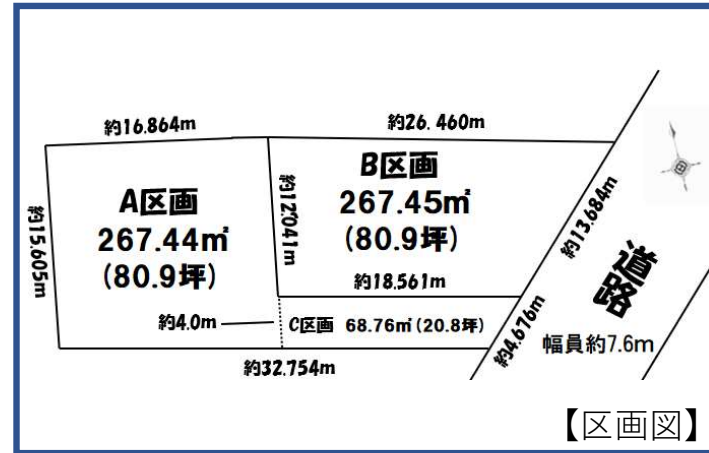 約16.864m
約26.460m
A区画
267.44㎡
(80.9坪)
約15.605m
約12.041m
B区画
267.45㎡
(80.9坪)
約18.561m
約13.684m
約4.0m
C区画 68.76㎡(20.8坪)
約4.676m
約32.754m
道路
幅員約7.6m
【区画図】